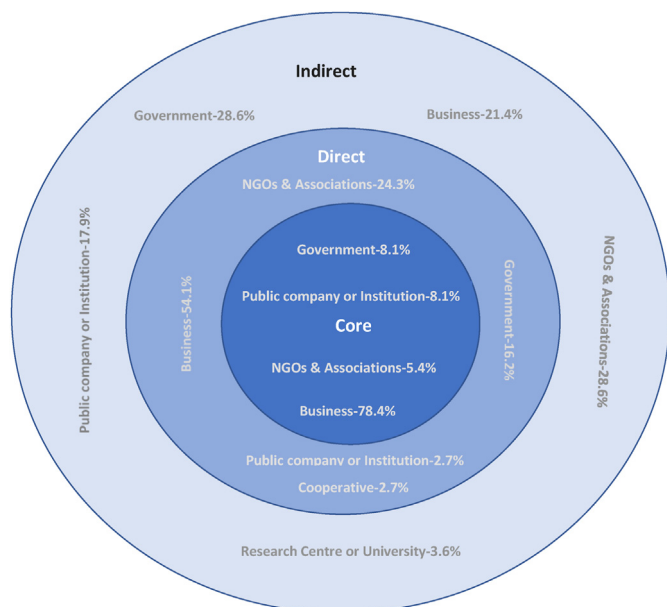 Indirect
Government-28.6%
Business-21.4%
Direct
NGOs & Associations-24.3%
Public company or Institution-17.9%
Business-54.1%
Government-8.1%
Public company or Institution-8.1%
Core
NGOs & Associations-5.4%
Business-78.4%
Government-16.2%
NGOs & Associations-28.6%
Public company or Institution-2.7%
Cooperative-2.7%
Research Centre or University-3.6%